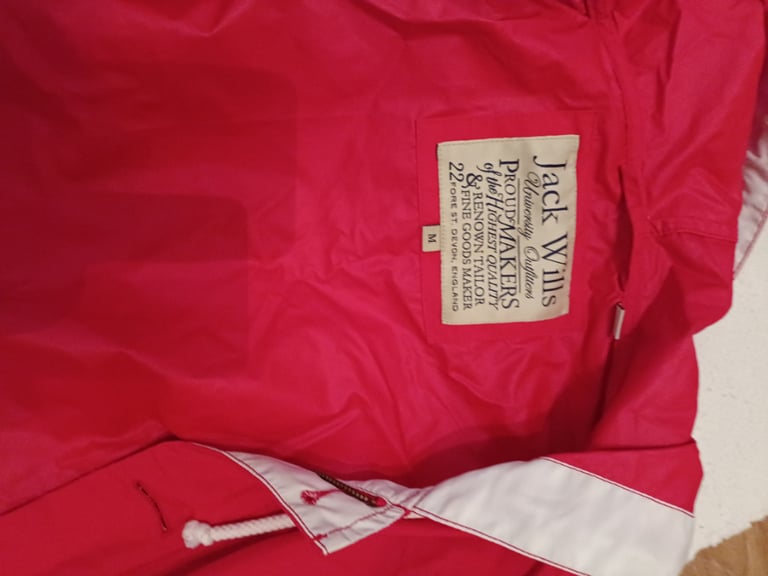 Jack Wills
University Outfitters
PROUD MAKERS
of the HIGHEST QUALITY
& RENOWN TAILOR
FINE GOODS MAKER
22, FORE ST. DEVON, ENGLAND
M